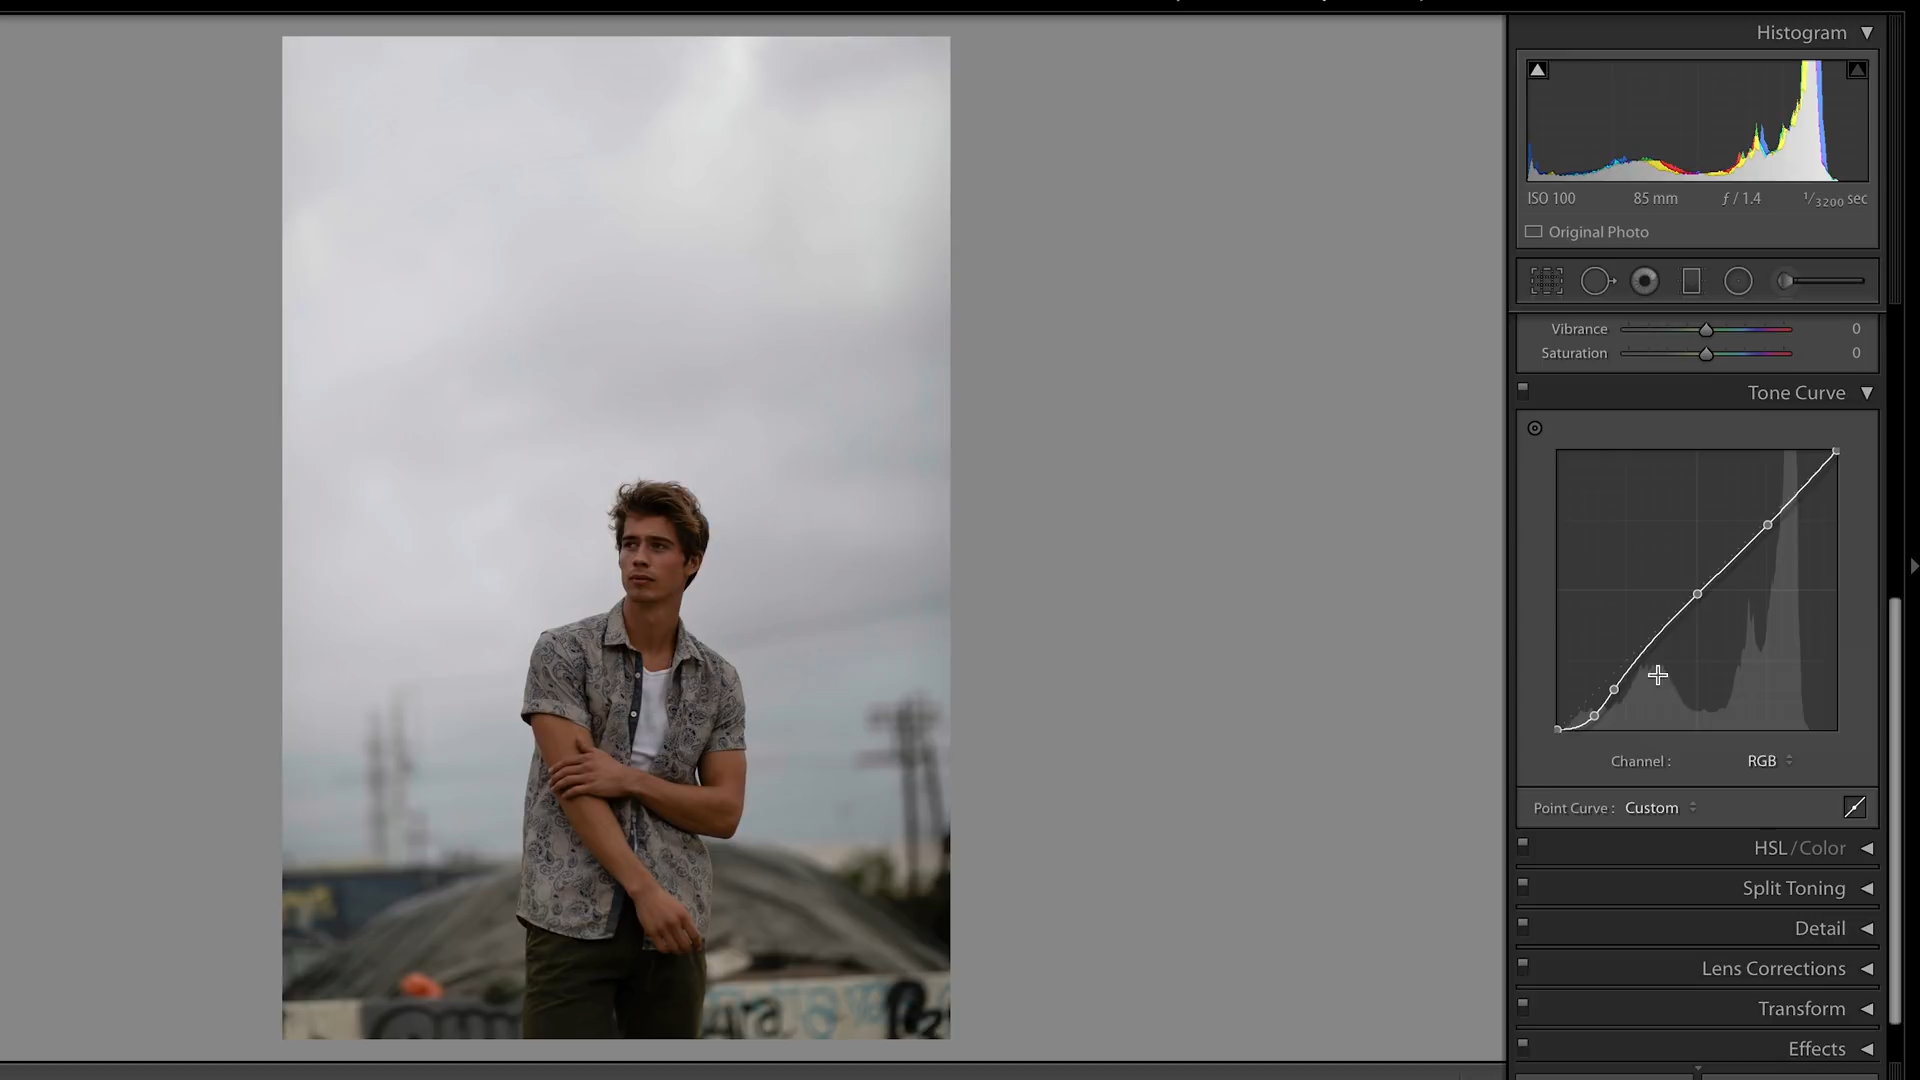 Histogram
ISO 100 85 mm ƒ / 1.4 1/3200 sec
Original Photo
Vibrance 0
Saturation 0
Tone Curve
Channel : RGB
Point Curve : Custom
HSL / Color
Split Toning
Detail
Lens Corrections
Transform
Effects